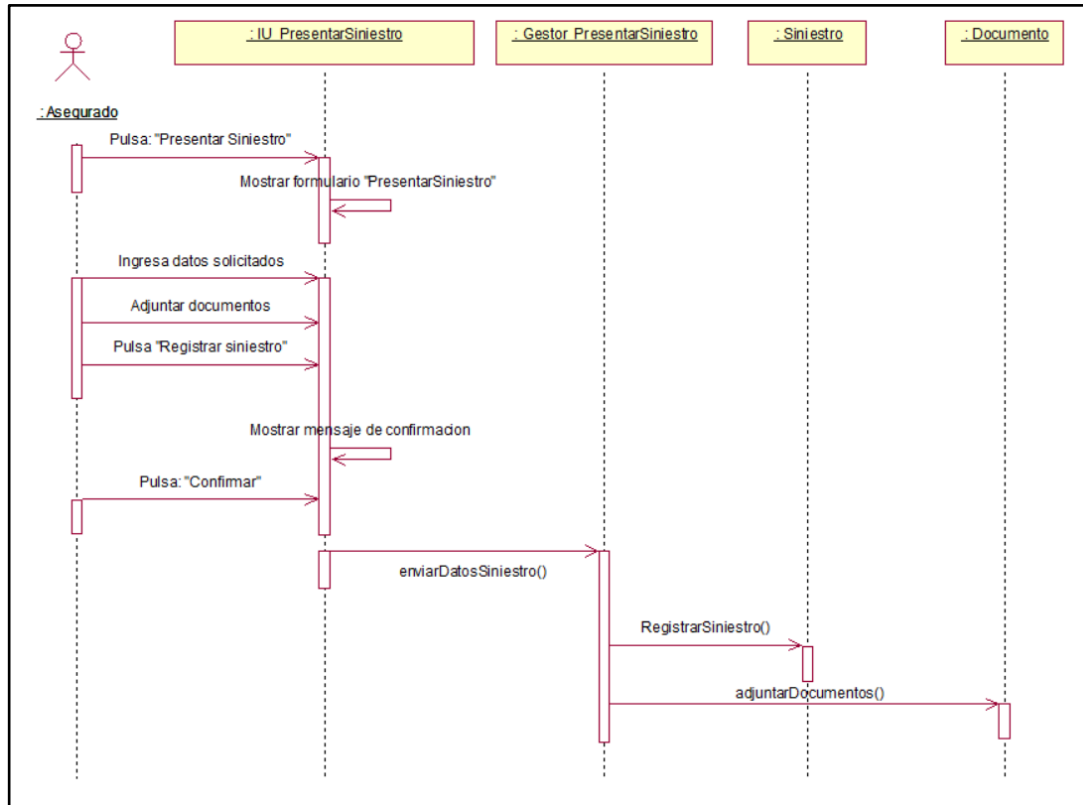 : IU_PresentarSiniestro
: Gestor_PresentarSiniestro
: Siniestro
: Documento
: Asegurado
Pulsa: "Presentar Siniestro"
Mostrar formulario "PresentarSiniestro"
Ingresa datos solicitados
Adjuntar documentos
Pulsa "Registrar siniestro"
Mostrar mensaje de confirmacion
Pulsa: "Confirmar"
enviarDatosSiniestro()
RegistrarSiniestro()
adjuntarDocumentos()